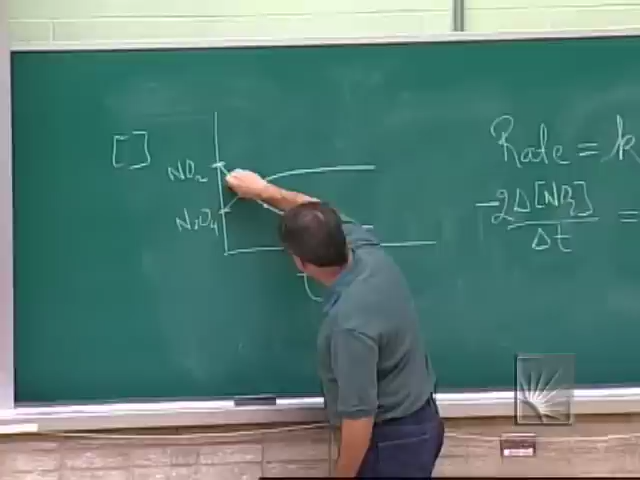 [ ]
NO₂
N₂O₄
t
Rate = k
-2Δ[NO₂] / Δt =